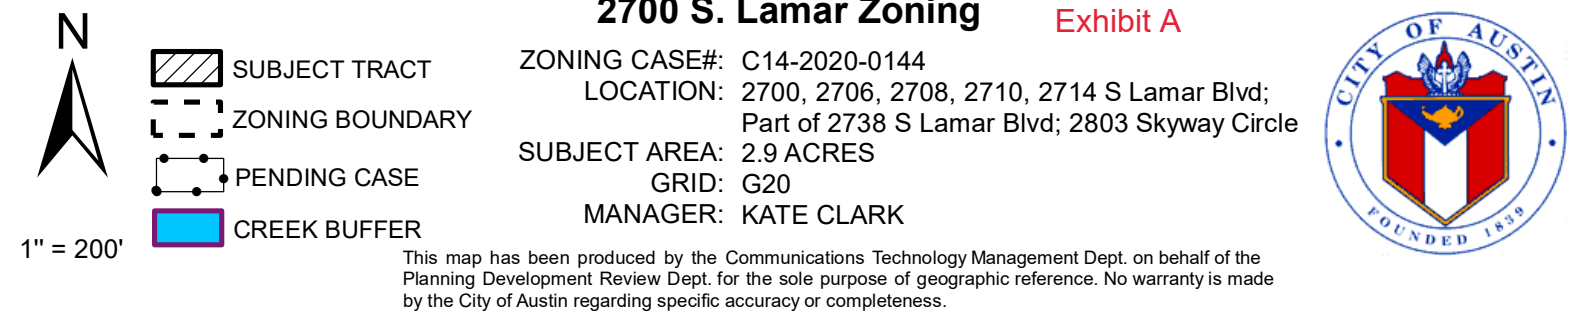 2700 S. Lamar Zoning
Exhibit A
N
SUBJECT TRACT
ZONING BOUNDARY
PENDING CASE
CREEK BUFFER
1" = 200'
ZONING CASE#: C14-2020-0144
LOCATION: 2700, 2706, 2708, 2710, 2714 S Lamar Blvd;
Part of 2738 S Lamar Blvd; 2803 Skyway Circle
SUBJECT AREA: 2.9 ACRES
GRID: G20
MANAGER: KATE CLARK
CITY OF AUSTIN
FOUNDED 1839
This map has been produced by the Communications Technology Management Dept. on behalf of the
Planning Development Review Dept. for the sole purpose of geographic reference. No warranty is made
by the City of Austin regarding specific accuracy or completeness.